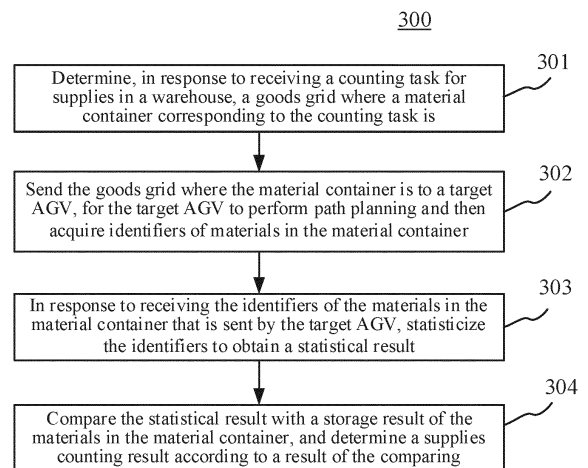 300
301
Determine, in response to receiving a counting task for
supplies in a warehouse, a goods grid where a material
container corresponding to the counting task is
302
Send the goods grid where the material container is to a target
AGV, for the target AGV to perform path planning and then
acquire identifiers of materials in the material container
303
In response to receiving the identifiers of the materials in the
material container that is sent by the target AGV, statisticize
the identifiers to obtain a statistical result
304
Compare the statistical result with a storage result of the
materials in the material container, and determine a supplies
counting result according to a result of the comparing